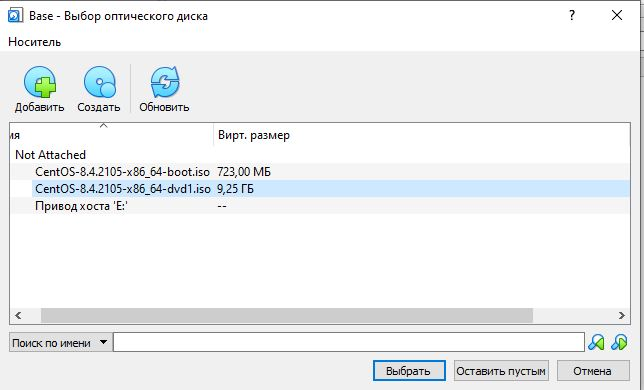 Base - Выбор оптического диска
Носитель
Добавить Создать Обновить
мя Вирт. размер
Not Attached
CentOS-8.4.2105-x86_64-boot.iso 723,00 МБ
CentOS-8.4.2105-x86_64-dvd1.iso 9,25 ГБ
Привод хоста 'E:' --
Поиск по имени
Выбрать Оставить пустым Отмена